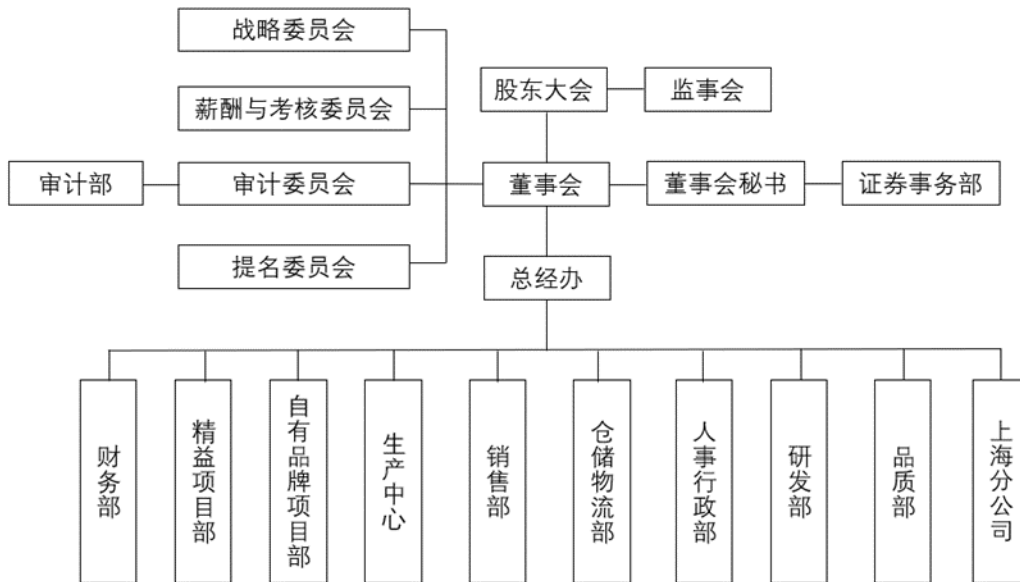 战略委员会
薪酬与考核委员会
股东大会
监事会
审计部
审计委员会
董事会
董事会秘书
证券事务部
提名委员会
总经办
财务部
精益项目部
自有品牌项目部
生产中心
销售部
仓储物流部
人事行政部
研发部
品质部
上海分公司